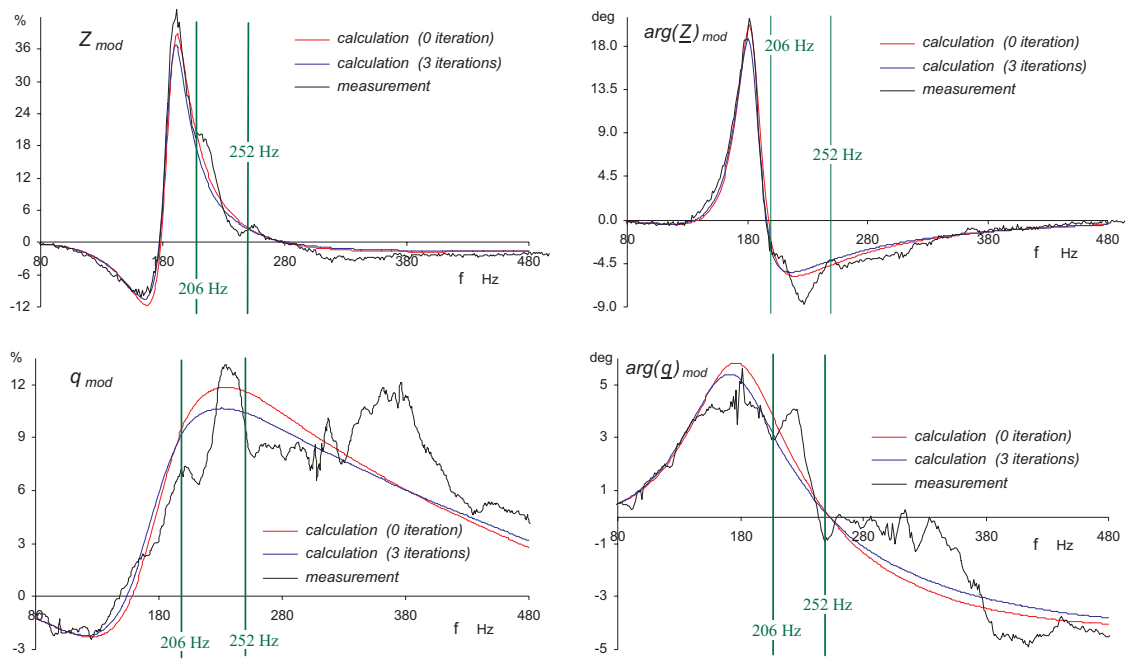 %
Z mod
36
30
24
18
12
6
0
-6
-12
80
180
280
380
480
f Hz
calculation (0 iteration)
calculation (3 iterations)
measurement
252 Hz
206 Hz
deg
arg(Z) mod
18.0
13.5
9.0
4.5
0.0
-4.5
-9.0
80
180
280
380
480
f Hz
206 Hz
calculation (0 iteration)
calculation (3 iterations)
measurement
252 Hz
%
q mod
12
9
6
3
0
-3
80
180
280
380
480
f Hz
calculation (0 iteration)
calculation (3 iterations)
measurement
206 Hz
252 Hz
deg
arg(q) mod
5
3
1
-1
-3
-5
80
180
280
380
480
f Hz
calculation (0 iteration)
calculation (3 iterations)
measurement
252 Hz
206 Hz